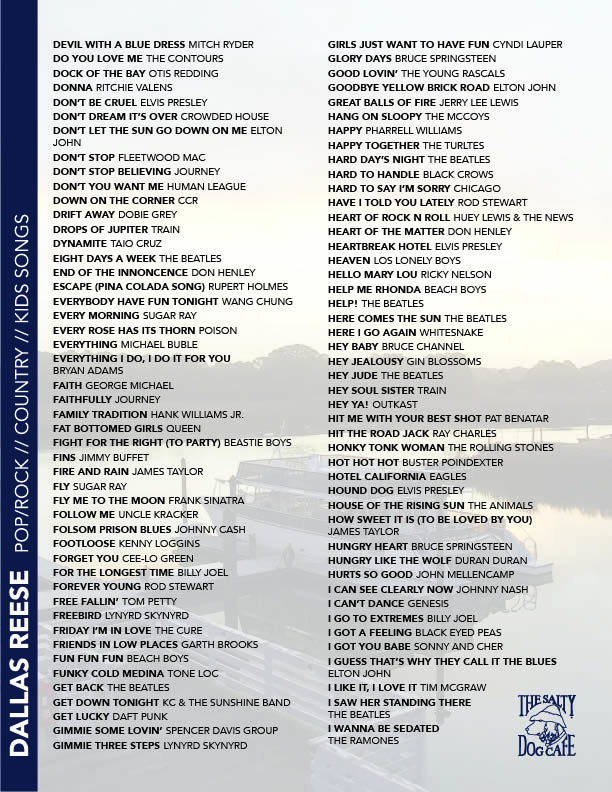 DALLAS REESE POP/ROCK // COUNTRY // KIDS SONGS
DEVIL WITH A BLUE DRESS MITCH RYDER
DO YOU LOVE ME THE CONTOURS
DOCK OF THE BAY OTIS REDDING
DONNA RITCHIE VALENS
DON'T BE CRUEL ELVIS PRESLEY
DON'T DREAM IT'S OVER CROWDED HOUSE
DON'T LET THE SUN GO DOWN ON ME ELTON
JOHN
DON'T STOP FLEETWOOD MAC
DON'T STOP BELIEVING JOURNEY
DON'T YOU WANT ME HUMAN LEAGUE
DOWN ON THE CORNER CCR
DRIFT AWAY DOBIE GREY
DROPS OF JUPITER TRAIN
DYNAMITE TAIO CRUZ
EIGHT DAYS A WEEK THE BEATLES
END OF THE INNONCENCE DON HENLEY
ESCAPE (PINA COLADA SONG) RUPERT HOLMES
EVERYBODY HAVE FUN TONIGHT WANG CHUNG
EVERY MORNING SUGAR RAY
EVERY ROSE HAS ITS THORN POISON
EVERYTHING MICHAEL BUBLE
EVERYTHING I DO, I DO IT FOR YOU
BRYAN ADAMS
FAITH GEORGE MICHAEL
FAITHFULLY JOURNEY
FAMILY TRADITION HANK WILLIAMS JR.
FAT BOTTOMED GIRLS QUEEN
FIGHT FOR THE RIGHT (TO PARTY) BEASTIE BOYS
FINS JIMMY BUFFET
FIRE AND RAIN JAMES TAYLOR
FLY SUGAR RAY
FLY ME TO THE MOON FRANK SINATRA
FOLLOW ME UNCLE KRACKER
FOLSOM PRISON BLUES JOHNNY CASH
FOOTLOOSE KENNY LOGGINS
FORGET YOU CEE-LO GREEN
FOR THE LONGEST TIME BILLY JOEL
FOREVER YOUNG ROD STEWART
FREE FALLIN' TOM PETTY
FREEBIRD LYNYRD SKYNYRD
FRIDAY I'M IN LOVE THE CURE
FRIENDS IN LOW PLACES GARTH BROOKS
FUN FUN FUN BEACH BOYS
FUNKY COLD MEDINA TONE LOC
GET BACK THE BEATLES
GET DOWN TONIGHT KC & THE SUNSHINE BAND
GET LUCKY DAFT PUNK
GIMMIE SOME LOVIN' SPENCER DAVIS GROUP
GIMMIE THREE STEPS LYNYRD SKYNYRD
GIRLS JUST WANT TO HAVE FUN CYNDI LAUPER
GLORY DAYS BRUCE SPRINGSTEEN
GOOD LOVIN' THE YOUNG RASCALS
GOODBYE YELLOW BRICK ROAD ELTON JOHN
GREAT BALLS OF FIRE JERRY LEE LEWIS
HANG ON SLOOPY THE MCCOYS
HAPPY PHARRELL WILLIAMS
HAPPY TOGETHER THE TURLTES
HARD DAY'S NIGHT THE BEATLES
HARD TO HANDLE BLACK CROWS
HARD TO SAY I'M SORRY CHICAGO
HAVE I TOLD YOU LATELY ROD STEWART
HEART OF ROCK N ROLL HUEY LEWIS & THE NEWS
HEART OF THE MATTER DON HENLEY
HEARTBREAK HOTEL ELVIS PRESLEY
HEAVEN LOS LONELY BOYS
HELLO MARY LOU RICKY NELSON
HELP ME RHONDA BEACH BOYS
HELP! THE BEATLES
HERE COMES THE SUN THE BEATLES
HERE I GO AGAIN WHITESNAKE
HEY BABY BRUCE CHANNEL
HEY JEALOUSY GIN BLOSSOMS
HEY JUDE THE BEATLES
HEY SOUL SISTER TRAIN
HEY YA! OUTKAST
HIT ME WITH YOUR BEST SHOT PAT BENATAR
HIT THE ROAD JACK RAY CHARLES
HONKY TONK WOMAN THE ROLLING STONES
HOT HOT HOT BUSTER POINDEXTER
HOTEL CALIFORNIA EAGLES
HOUND DOG ELVIS PRESLEY
HOUSE OF THE RISING SUN THE ANIMALS
HOW SWEET IT IS (TO BE LOVED BY YOU)
JAMES TAYLOR
HUNGRY HEART BRUCE SPRINGSTEEN
HUNGRY LIKE THE WOLF DURAN DURAN
HURTS SO GOOD JOHN MELLENCAMP
I CAN SEE CLEARLY NOW JOHNNY NASH
I CAN'T DANCE GENESIS
I GO TO EXTREMES BILLY JOEL
I GOT A FEELING BLACK EYED PEAS
I GOT YOU BABE SONNY AND CHER
I GUESS THAT'S WHY THEY CALL IT THE BLUES
ELTON JOHN
I LIKE IT, I LOVE IT TIM MCGRAW
I SAW HER STANDING THERE
THE BEATLES
I WANNA BE SEDATED
THE RAMONES
THE SALTY
DOG CAFE